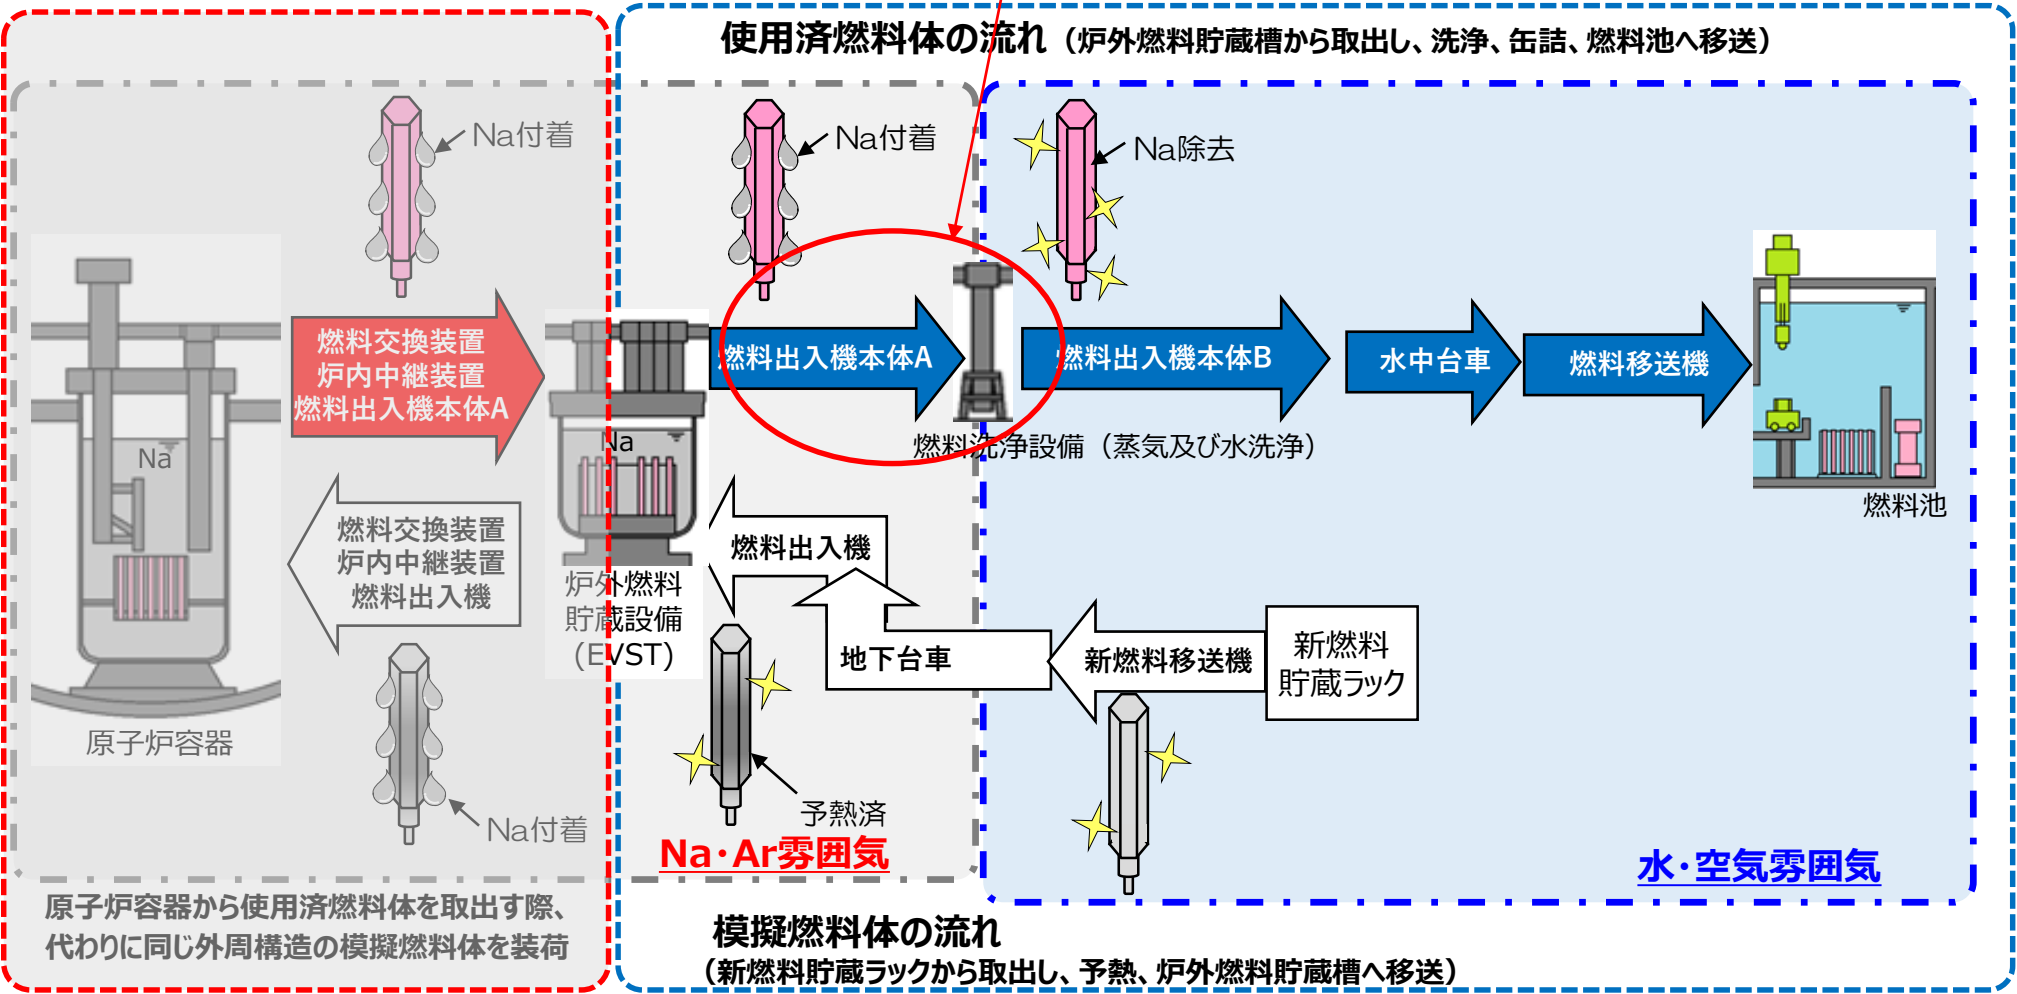 使用済燃料体の流れ（炉外燃料貯蔵槽から取出し、洗浄、缶詰、燃料池へ移送）
Na付着
Na付着
Na除去
燃料交換装置
炉内中継装置
燃料出入機本体A
燃料出入機本体A
燃料出入機本体B
水中台車
燃料移送機
Na
Na
燃料洗浄設備（蒸気及び水洗浄）
燃料池
燃料交換装置
炉内中継装置
燃料出入機
燃料出入機
炉外燃料
貯蔵設備
(EVST)
地下台車
新燃料移送機
新燃料
貯蔵ラック
原子炉容器
Na付着
予熱済
Na・Ar雰囲気
水・空気雰囲気
原子炉容器から使用済燃料体を取出す際、
代わりに同じ外周構造の模擬燃料体を装荷
模擬燃料体の流れ
（新燃料貯蔵ラックから取出し、予熱、炉外燃料貯蔵槽へ移送）